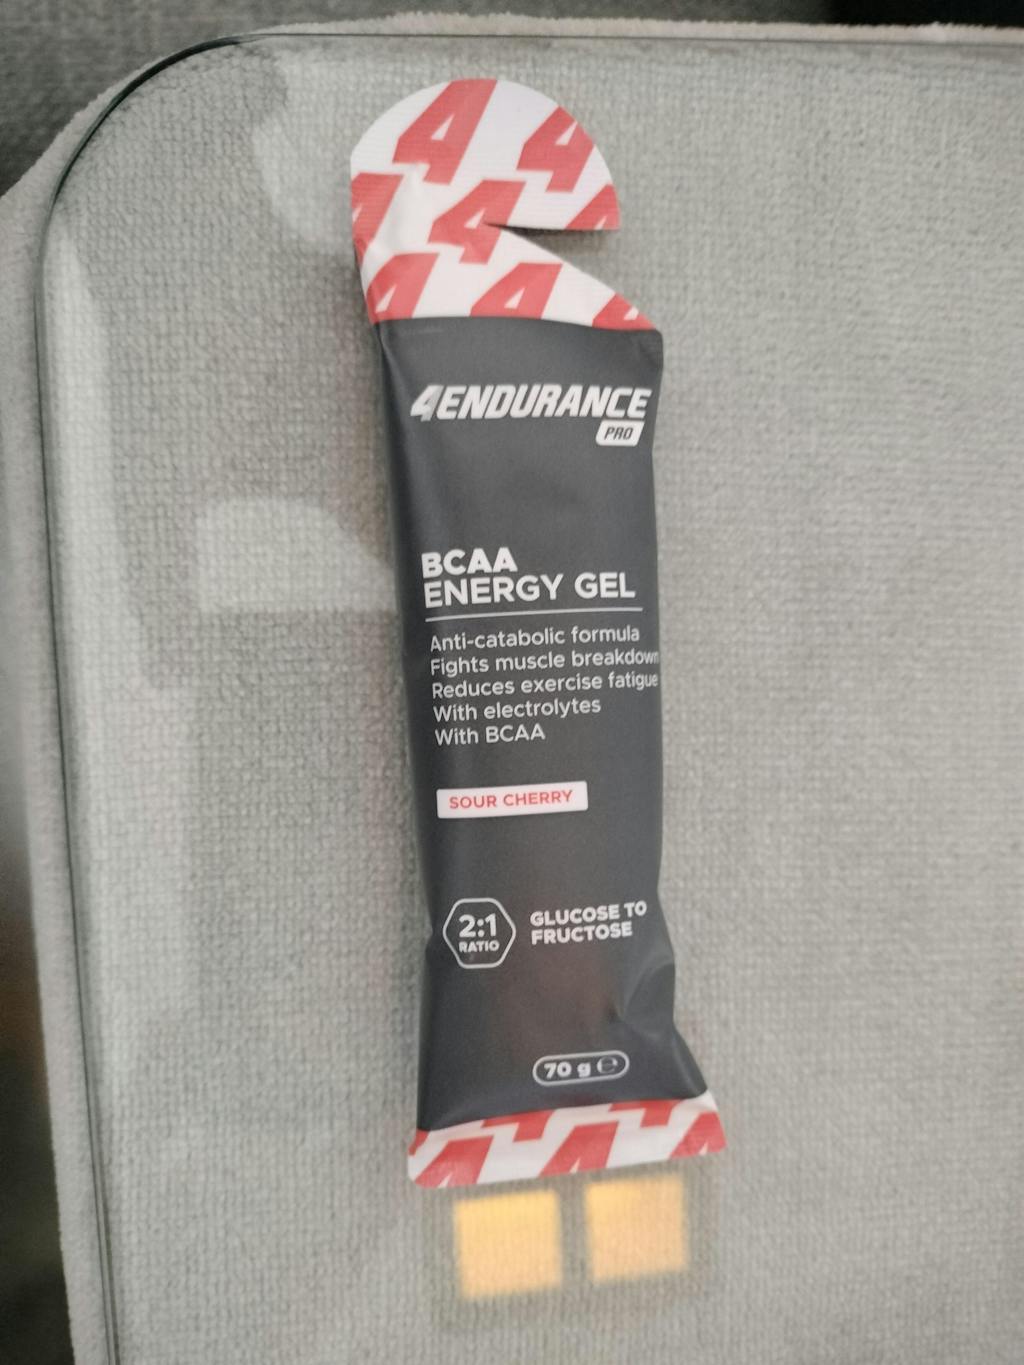 4ENDURANCE
PRO
BCAA
ENERGY GEL
Anti-catabolic formula
Fights muscle breakdown
Reduces exercise fatigue
With electrolytes
With BCAA
SOUR CHERRY
2:1
RATIO
GLUCOSE TO
FRUCTOSE
70 g ℮